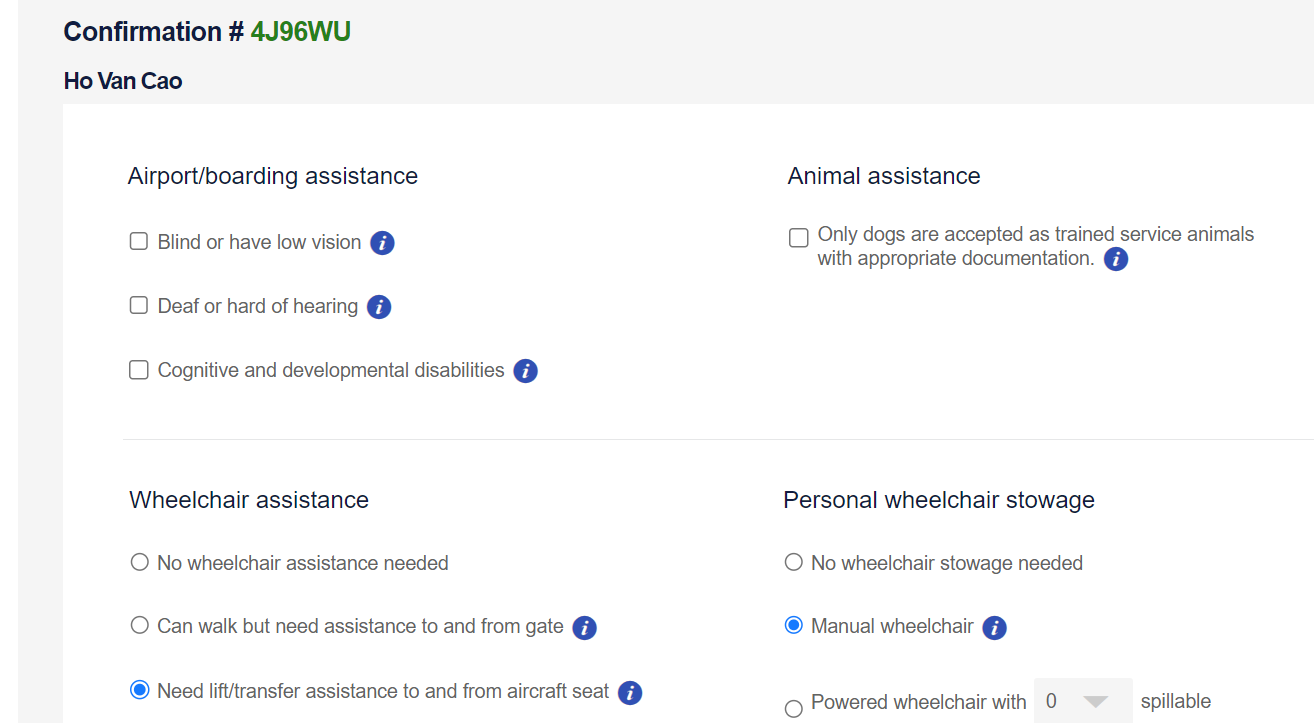 Confirmation # 4J96WU
Ho Van Cao
Airport/boarding assistance
Blind or have low vision i
Deaf or hard of hearing i
Cognitive and developmental disabilities i
Animal assistance
Only dogs are accepted as trained service animals
with appropriate documentation. i
Wheelchair assistance
No wheelchair assistance needed
Can walk but need assistance to and from gate i
Need lift/transfer assistance to and from aircraft seat i
Personal wheelchair stowage
No wheelchair stowage needed
Manual wheelchair i
Powered wheelchair with 0 spillable